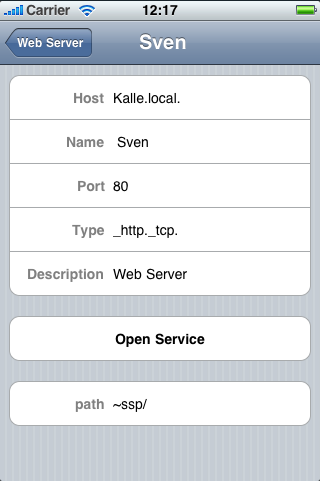 Carrier 12:17
Web Server Sven
Host Kalle.local.
Name Sven
Port 80
Type _http._tcp.
Description Web Server
Open Service
path ~ssp/